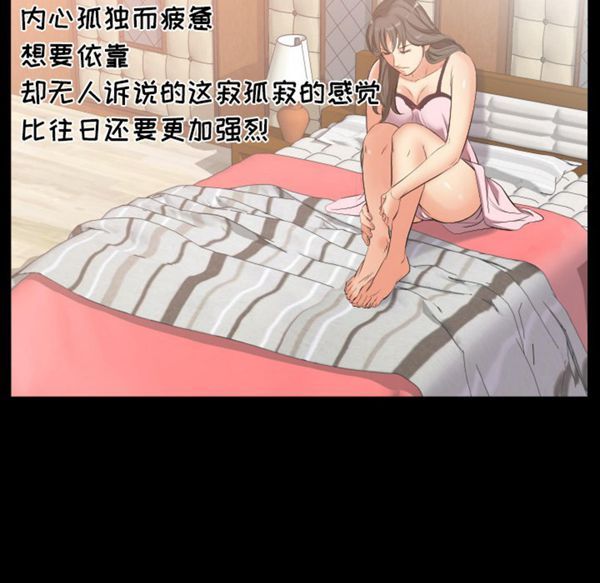 内心孤独而疲惫
想要依靠
却无人诉说的这寂孤寂的感觉
比往日还要更加强烈